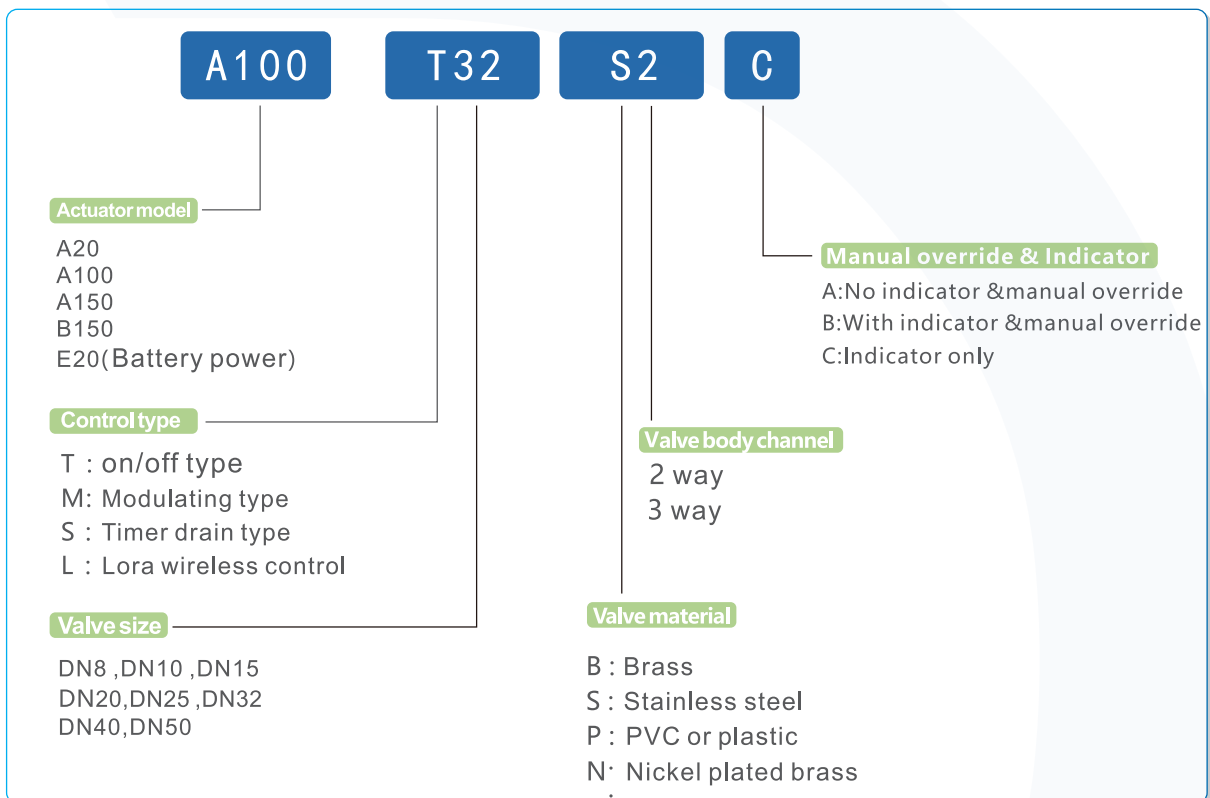 A100 T32 S2 C
Actuator model
A20
A100
A150
B150
E20(Battery power)
Control type
T : on/off type
M: Modulating type
S : Timer drain type
L : Lora wireless control
Valve size
DN8 ,DN10 ,DN15
DN20,DN25 ,DN32
DN40,DN50
Manual override & Indicator
A:No indicator &manual override
B:With indicator &manual override
C:Indicator only
Valve body channel
2 way
3 way
Valve material
B : Brass
S : Stainless steel
P : PVC or plastic
N: Nickel plated brass